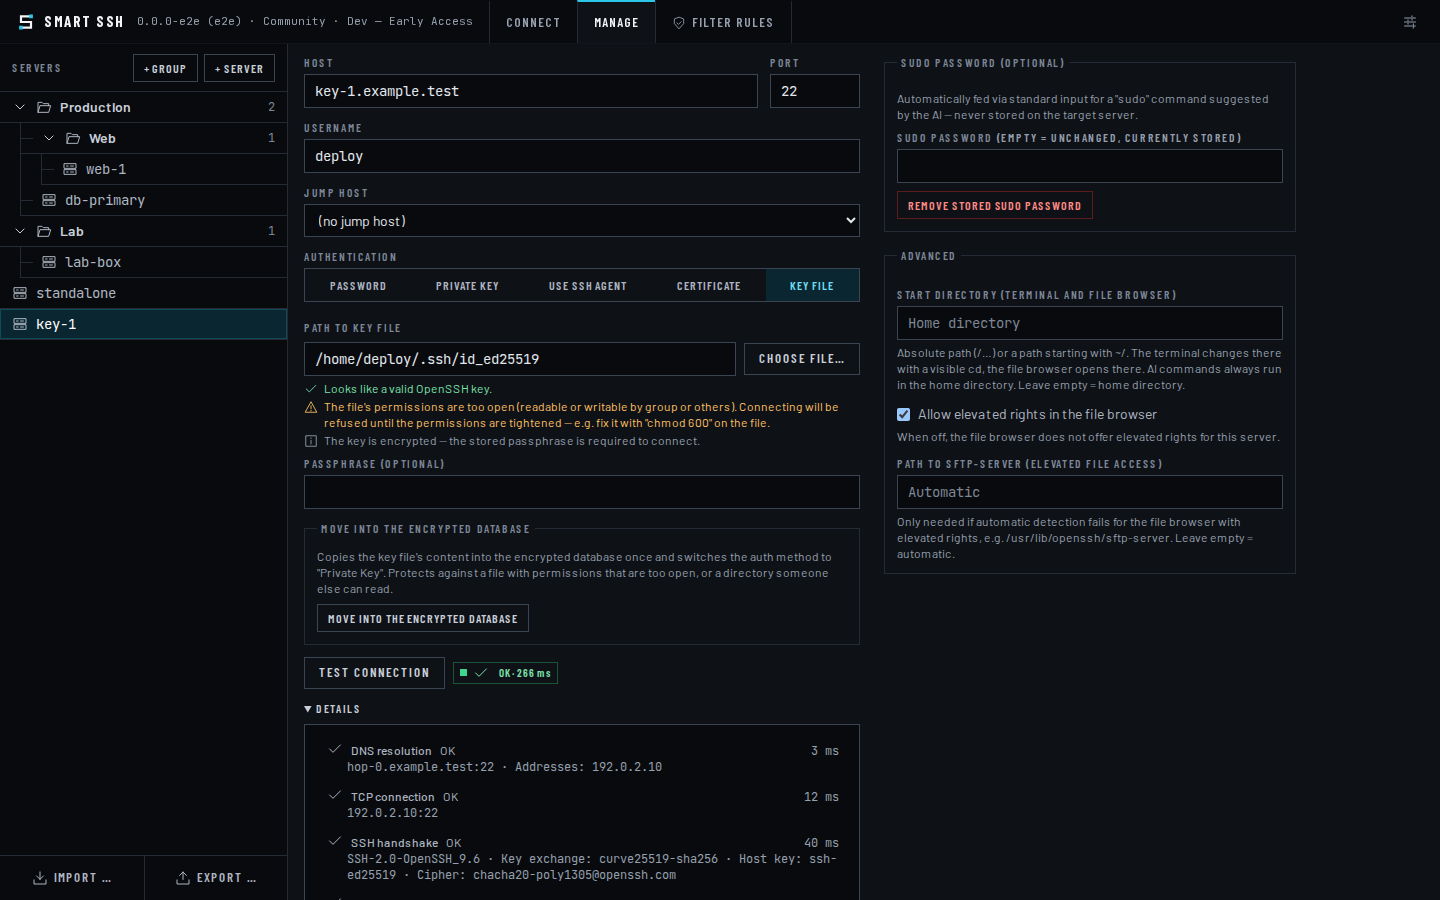 SMART SSH 0.0.0-e2e (e2e) · Community · Dev — Early Access CONNECT MANAGE FILTER RULES
SERVERS + GROUP + SERVER
Production 2
Web 1
web-1
db-primary
Lab 1
lab-box
standalone
key-1
IMPORT ... EXPORT ...
HOST PORT
key-1.example.test 22
USERNAME
deploy
JUMP HOST
(no jump host)
AUTHENTICATION
PASSWORD PRIVATE KEY USE SSH AGENT CERTIFICATE KEY FILE
PATH TO KEY FILE
/home/deploy/.ssh/id_ed25519 CHOOSE FILE...
Looks like a valid OpenSSH key.
The file's permissions are too open (readable or writable by group or others). Connecting will be
refused until the permissions are tightened — e.g. fix it with "chmod 600" on the file.
The key is encrypted — the stored passphrase is required to connect.
PASSPHRASE (OPTIONAL)
MOVE INTO THE ENCRYPTED DATABASE
Copies the key file's content into the encrypted database once and switches the auth method to
"Private Key". Protects against a file with permissions that are too open, or a directory someone
else can read.
MOVE INTO THE ENCRYPTED DATABASE
TEST CONNECTION OK · 266 ms
▼ DETAILS
DNS resolution OK 3 ms
hop-0.example.test:22 · Addresses: 192.0.2.10
TCP connection OK 12 ms
192.0.2.10:22
SSH handshake OK 40 ms
SSH-2.0-OpenSSH_9.6 · Key exchange: curve25519-sha256 · Host key: ssh-
ed25519 · Cipher: chacha20-poly1305@openssh.com
SUDO PASSWORD (OPTIONAL)
Automatically fed via standard input for a "sudo" command suggested
by the AI — never stored on the target server.
SUDO PASSWORD (EMPTY = UNCHANGED, CURRENTLY STORED)
REMOVE STORED SUDO PASSWORD
ADVANCED
START DIRECTORY (TERMINAL AND FILE BROWSER)
Home directory
Absolute path (/...) or a path starting with ~/. The terminal changes there
with a visible cd, the file browser opens there. AI commands always run
in the home directory. Leave empty = home directory.
Allow elevated rights in the file browser
When off, the file browser does not offer elevated rights for this server.
PATH TO SFTP-SERVER (ELEVATED FILE ACCESS)
Automatic
Only needed if automatic detection fails for the file browser with
elevated rights, e.g. /usr/lib/openssh/sftp-server. Leave empty =
automatic.